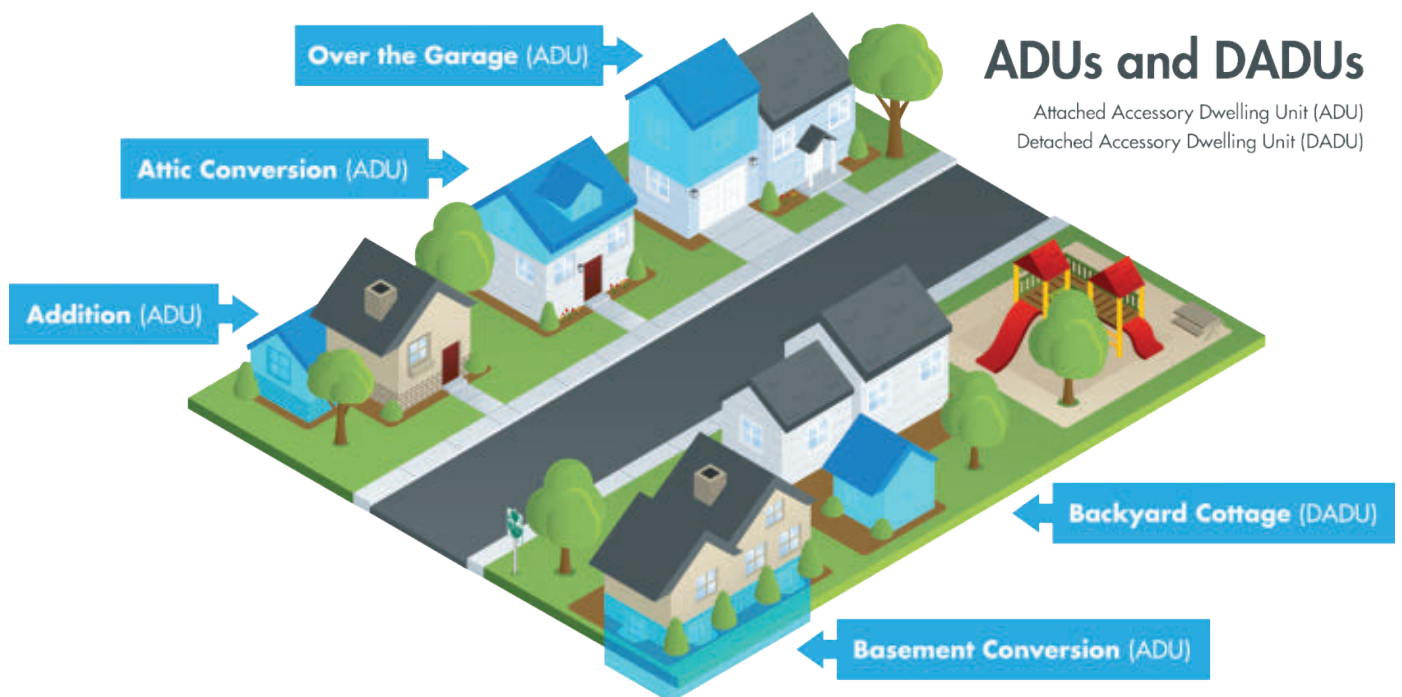 ADUs and DADUs
Attached Accessory Dwelling Unit (ADU)
Detached Accessory Dwelling Unit (DADU)
Over the Garage (ADU)
Attic Conversion (ADU)
Addition (ADU)
Backyard Cottage (DADU)
Basement Conversion (ADU)